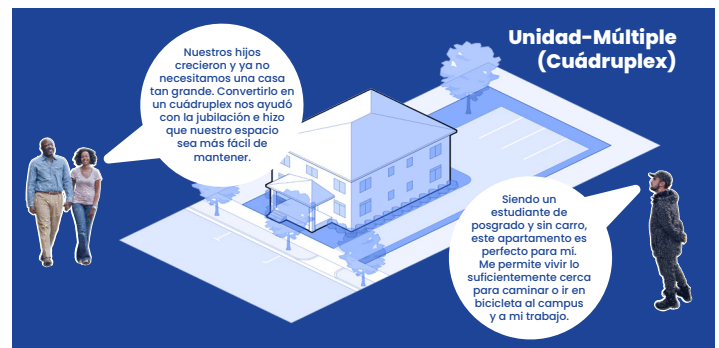 Unidad-Múltiple
(Cuádruplex)
Nuestros hijos
crecieron y ya no
necesitamos una casa
tan grande. Convertirlo en
un cuádruplex nos ayudó
con la jubilación e hizo
que nuestro espacio
sea más fácil de
mantener.
Siendo un
estudiante de
posgrado y sin carro,
este apartamento es
perfecto para mí.
Me permite vivir lo
suficientemente cerca
para caminar o ir en
bicicleta al campus
y a mi trabajo.